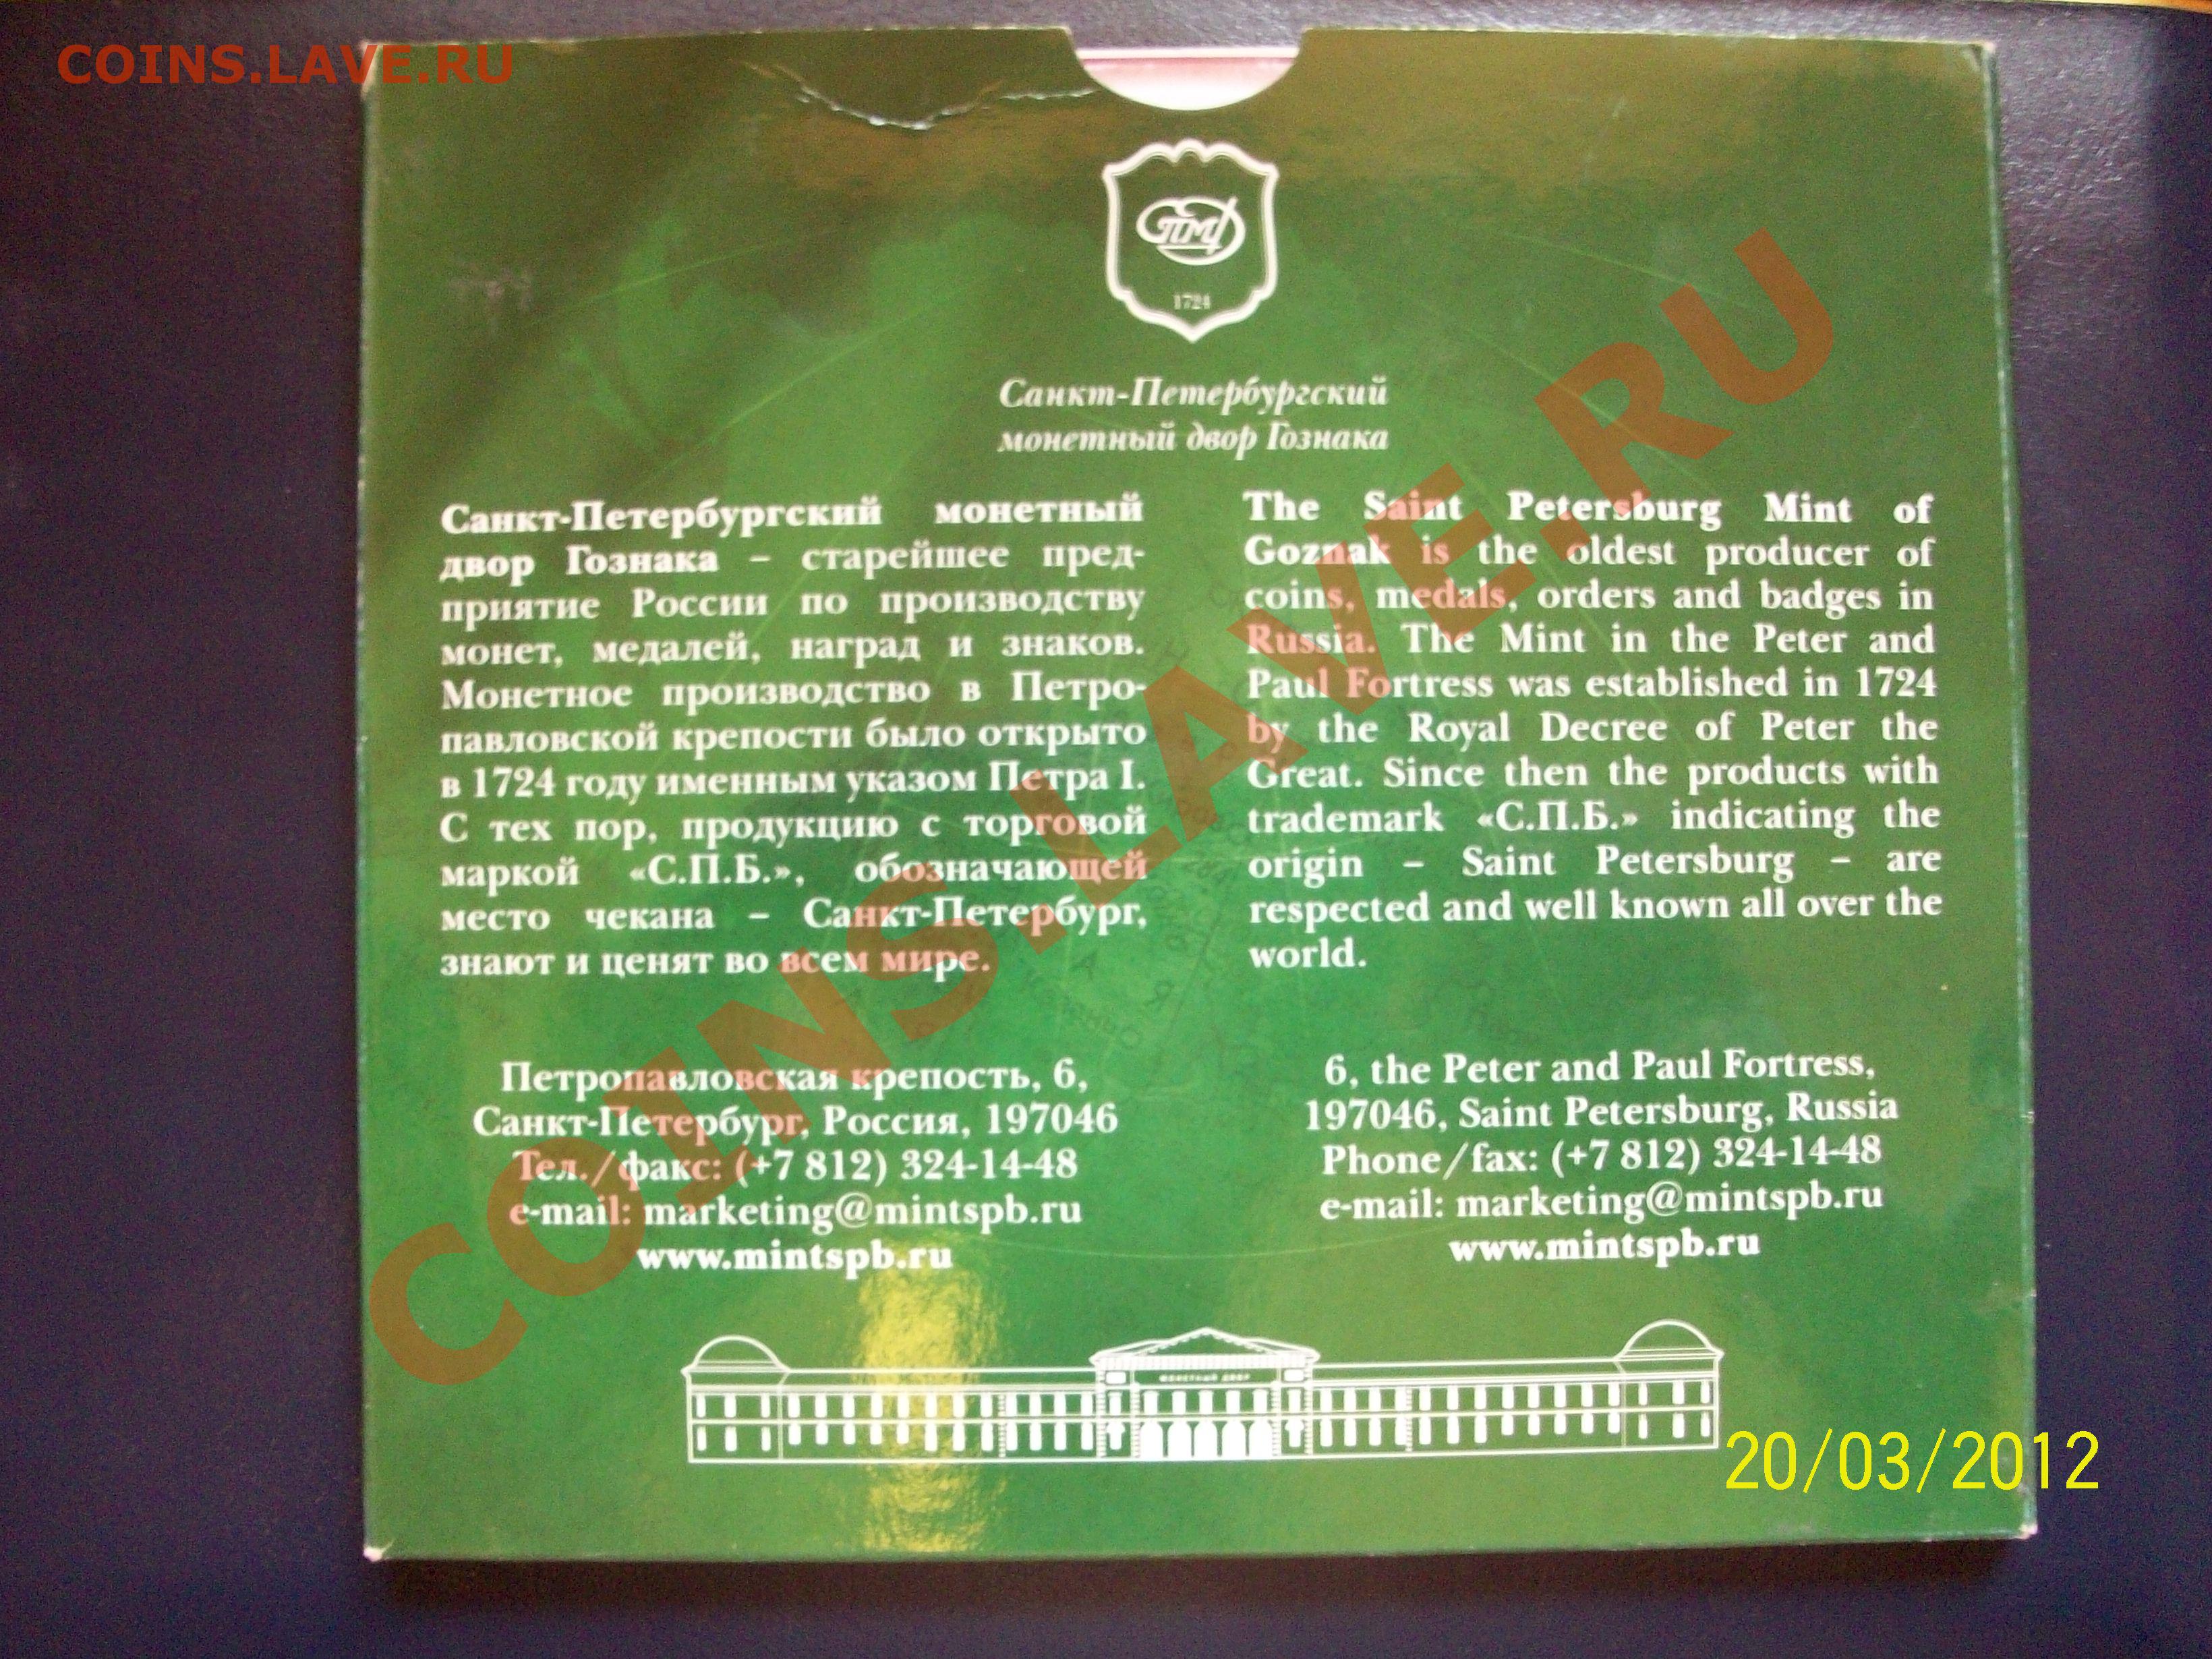 COINS.LAVE.RU
СПМД
1724
Санкт-Петербургский
монетный двор Гознака
Санкт-Петербургский монетный
двор Гознака – старейшее пред-
приятие России по производству
монет, медалей, наград и знаков.
Монетное производство в Петро-
павловской крепости было открыто
в 1724 году именным указом Петра I.
С тех пор, продукцию с торговой
маркой «С.П.Б.», обозначающей
место чекана – Санкт-Петербург,
знают и ценят во всем мире.
Петропавловская крепость, 6,
Санкт-Петербург, Россия, 197046
Тел./факс: (+7 812) 324-14-48
e-mail: marketing@mintspb.ru
www.mintspb.ru
The Saint Petersburg Mint of
Goznak is the oldest producer of
coins, medals, orders and badges in
Russia. The Mint in the Peter and
Paul Fortress was established in 1724
by the Royal Decree of Peter the
Great. Since then the products with
trademark «С.П.Б.» indicating the
origin – Saint Petersburg – are
respected and well known all over the
world.
6, the Peter and Paul Fortress,
197046, Saint Petersburg, Russia
Phone/fax: (+7 812) 324-14-48
e-mail: marketing@mintspb.ru
www.mintspb.ru
МОНЕТНЫЙ ДВОР
COINS.LAVE.RU
20/03/2012